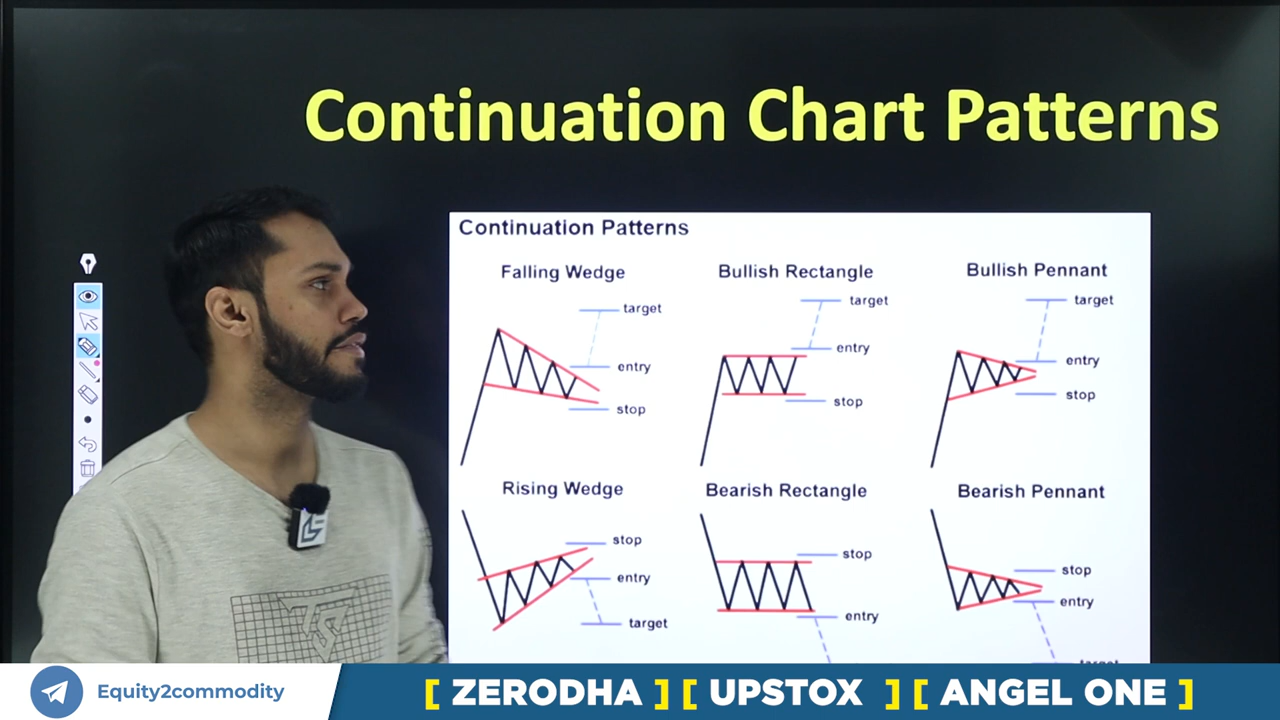 Continuation Chart Patterns
Continuation Patterns
Falling Wedge
target
entry
stop
Bullish Rectangle
target
entry
stop
Bullish Pennant
target
entry
stop
Rising Wedge
stop
entry
target
Bearish Rectangle
stop
entry
Bearish Pennant
stop
entry
target
TS
Equity2commodity
[ ZERODHA ] [ UPSTOX ] [ ANGEL ONE ]